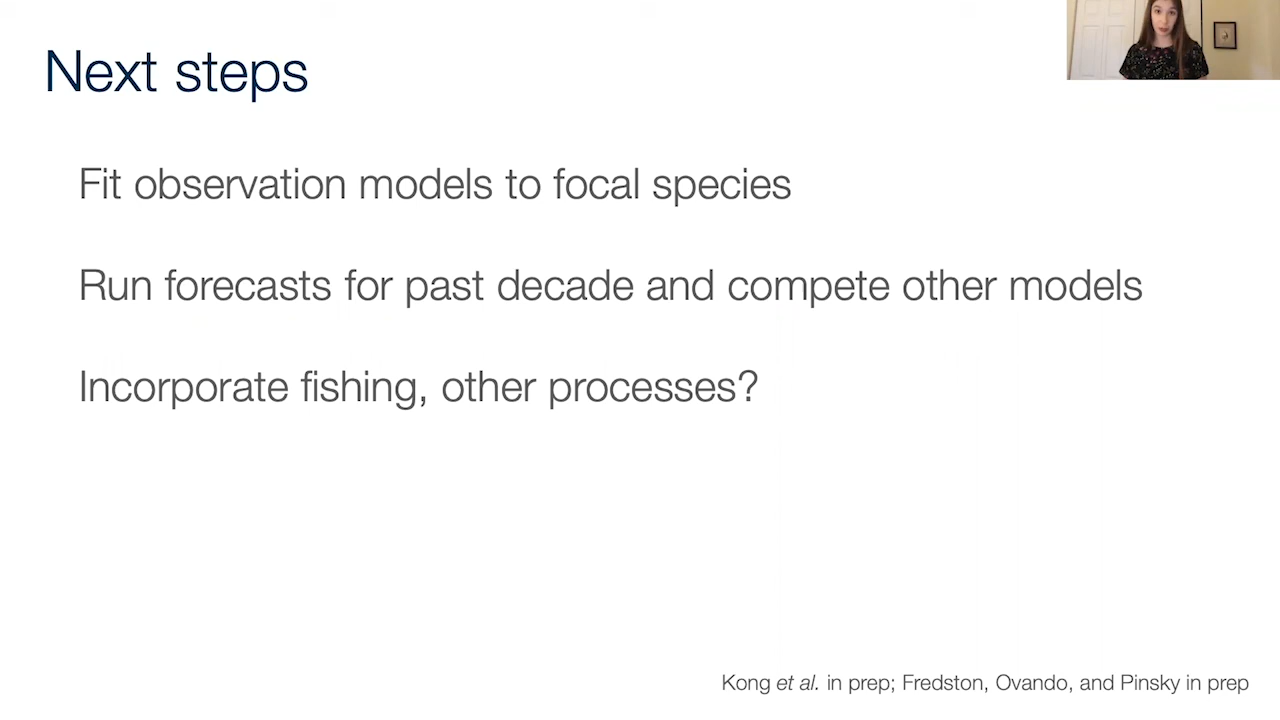 Next steps
Fit observation models to focal species
Run forecasts for past decade and compete other models
Incorporate fishing, other processes?
Kong et al. in prep; Fredston, Ovando, and Pinsky in prep